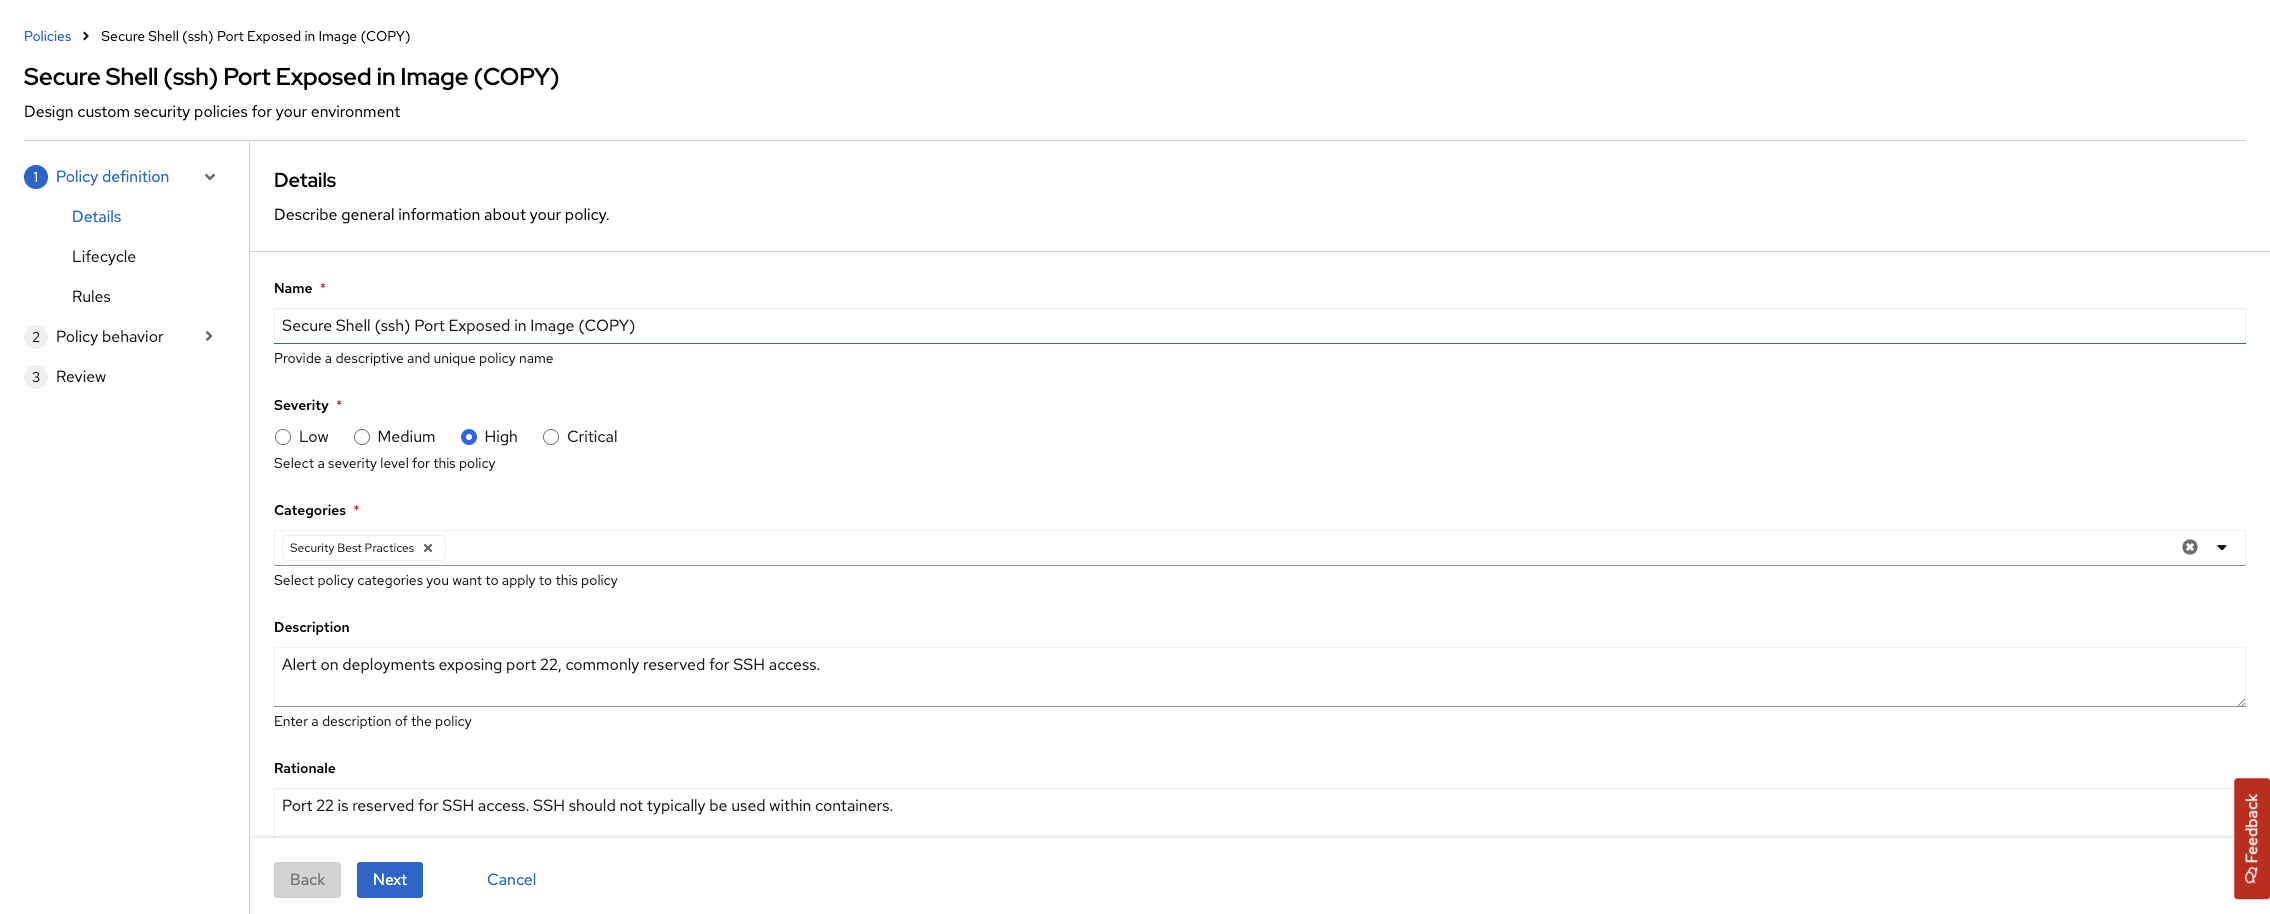 Policies > Secure Shell (ssh) Port Exposed in Image (COPY)
Secure Shell (ssh) Port Exposed in Image (COPY)
Design custom security policies for your environment
1 Policy definition
Details
Lifecycle
Rules
2 Policy behavior
3 Review
Details
Describe general information about your policy.
Name *
Secure Shell (ssh) Port Exposed in Image (COPY)
Provide a descriptive and unique policy name
Severity *
Low Medium High Critical
Select a severity level for this policy
Categories *
Security Best Practices
Select policy categories you want to apply to this policy
Description
Alert on deployments exposing port 22, commonly reserved for SSH access.
Enter a description of the policy
Rationale
Port 22 is reserved for SSH access. SSH should not typically be used within containers.
Back Next Cancel
Feedback